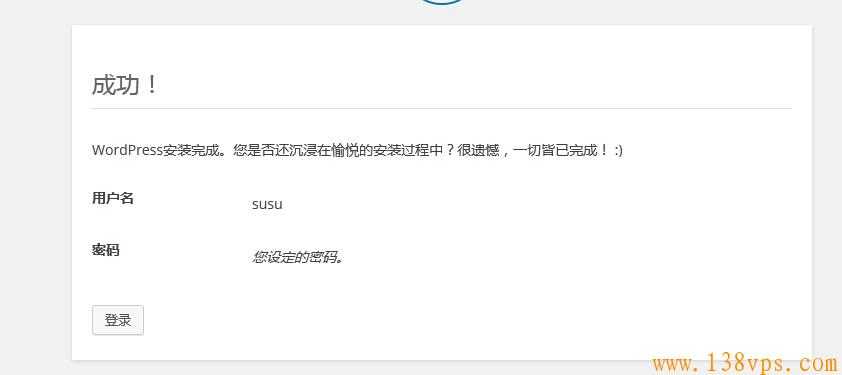 成功！
WordPress安装完成。您是否还沉浸在愉悦的安装过程中？很遗憾，一切皆已完成！ :)
用户名
susu
密码
您设定的密码。
登录
www.138vps.com